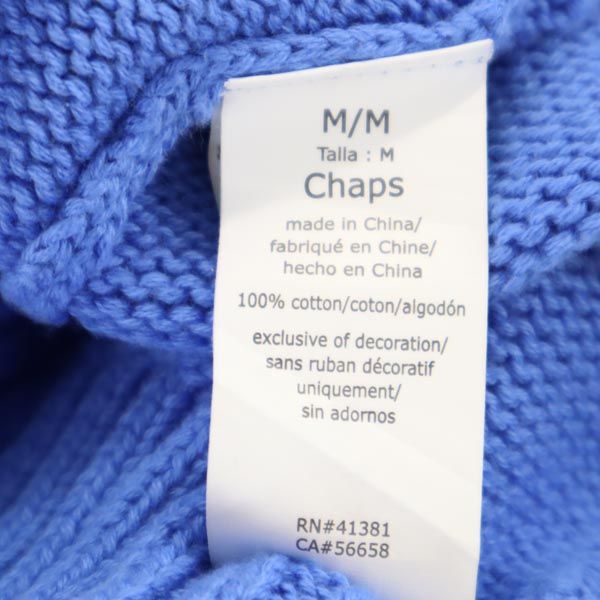 M/M
Talla : M
Chaps
made in China/
fabriqué en Chine/
hecho en China
100% cotton/coton/algodón
exclusive of decoration/
sans ruban décoratif
uniquement/
sin adornos
RN#41381
CA#56658